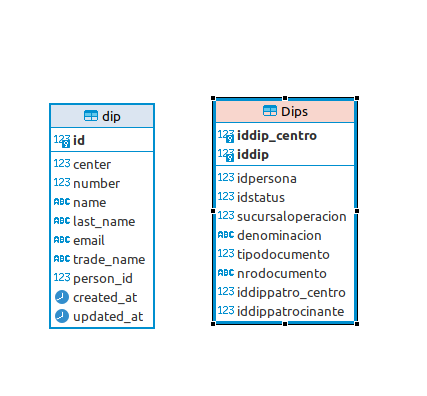 dip
123 id
123 center
123 number
ABC name
ABC last_name
ABC email
ABC trade_name
123 person_id
created_at
updated_at
Dips
123 iddip_centro
123 iddip
123 idpersona
123 idstatus
123 sucursaloperacion
ABC denominacion
123 tipodocumento
ABC nrodocumento
123 iddippatro_centro
123 iddippatrocinante